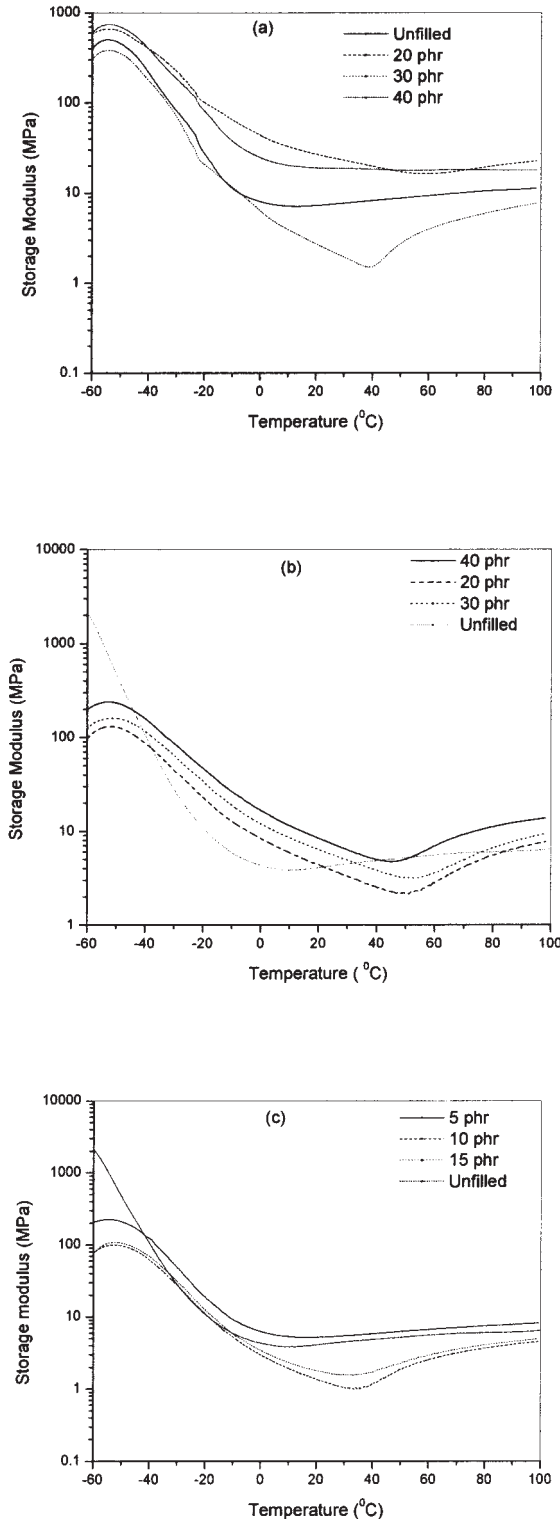 (a)
Unfilled
20 phr
30 phr
40 phr
1000
100
10
1
0.1
Storage Modulus (MPa)
-60 -40 -20 0 20 40 60 80 100
Temperature (⁰C)
(b)
40 phr
20 phr
30 phr
Unfilled
10000
1000
100
10
1
Storage Modulus (MPa)
-60 -40 -20 0 20 40 60 80 100
Temperature ( ⁰C)
(c)
5 phr
10 phr
15 phr
Unfilled
10000
1000
100
10
1
0.1
Storage modulus (MPa)
-60 -40 -20 0 20 40 60 80 100
Temperature (⁰C)